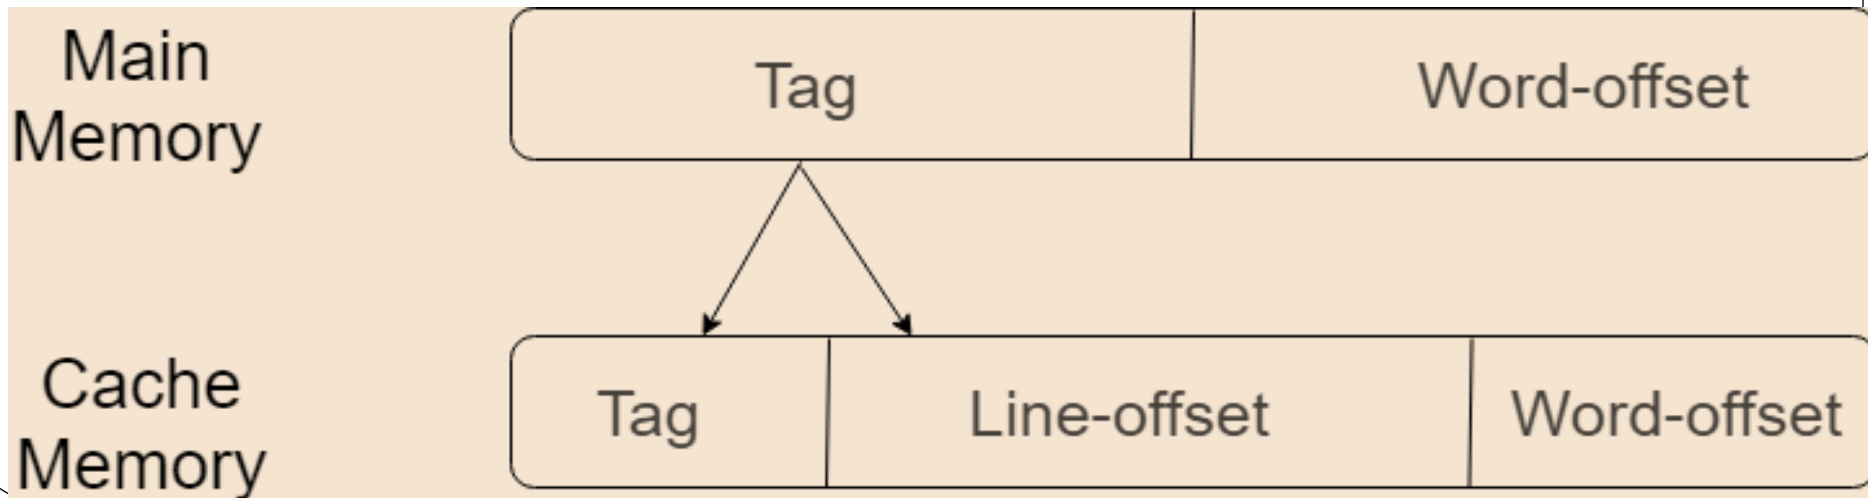 Main
Memory
Tag
Word-offset
Cache
Memory
Tag
Line-offset
Word-offset